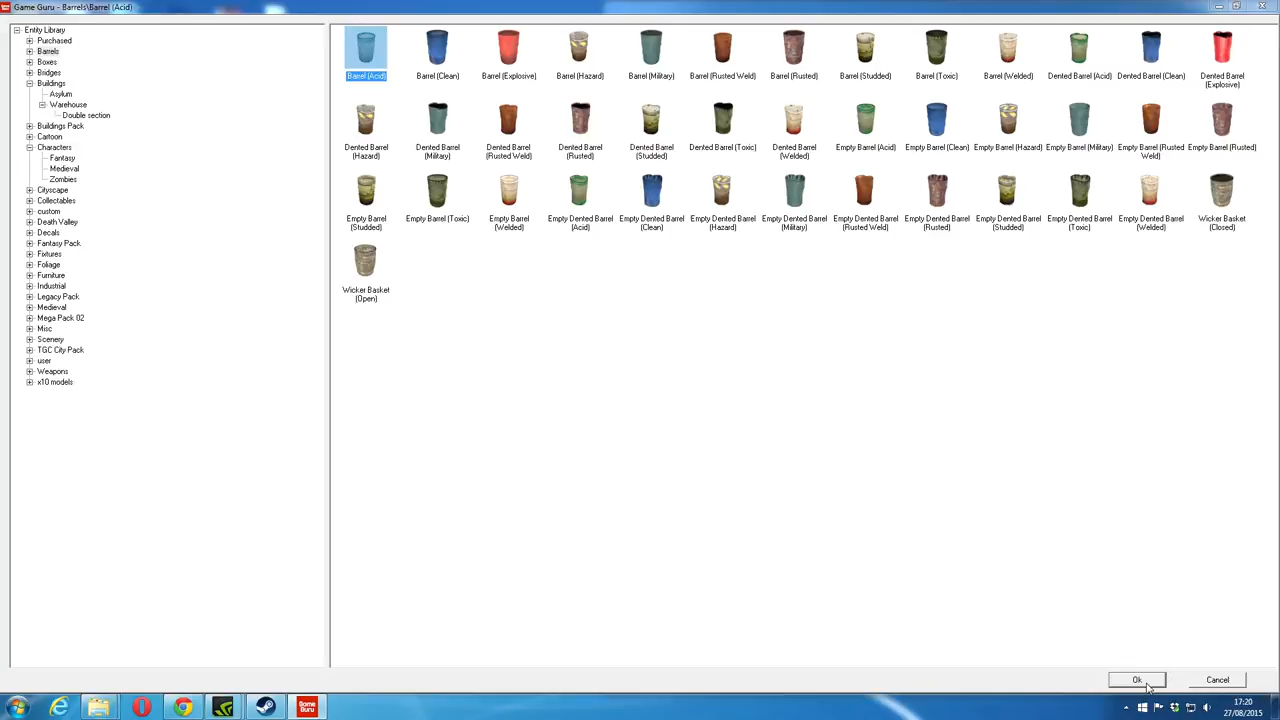 Game Guru - Barrels\Barrel (Acid)
Entity Library
Purchased
Barrels
Boxes
Bridges
Buildings
Asylum
Warehouse
Double section
Buildings Pack
Cartoon
Characters
Fantasy
Medieval
Zombies
Cityscape
Collectables
custom
Death Valley
Decals
Fantasy Pack
Fixtures
Foliage
Furniture
Industrial
Legacy Pack
Medieval
Mega Pack 02
Misc
Scenery
TGC City Pack
user
Weapons
x10 models
Barrel (Acid)
Barrel (Clean)
Barrel (Explosive)
Barrel (Hazard)
Barrel (Military)
Barrel (Rusted Weld)
Barrel (Rusted)
Barrel (Studded)
Barrel (Toxic)
Barrel (Welded)
Dented Barrel (Acid)
Dented Barrel (Clean)
Dented Barrel
(Explosive)
Dented Barrel
(Hazard)
Dented Barrel
(Military)
Dented Barrel
(Rusted Weld)
Dented Barrel
(Rusted)
Dented Barrel
(Studded)
Dented Barrel (Toxic)
Dented Barrel
(Welded)
Empty Barrel (Acid)
Empty Barrel (Clean)
Empty Barrel (Hazard)
Empty Barrel (Military)
Empty Barrel (Rusted
Weld)
Empty Barrel (Rusted)
Empty Barrel
(Studded)
Empty Barrel (Toxic)
Empty Barrel
(Welded)
Empty Dented Barrel
(Acid)
Empty Dented Barrel
(Clean)
Empty Dented Barrel
(Hazard)
Empty Dented Barrel
(Military)
Empty Dented Barrel
(Rusted Weld)
Empty Dented Barrel
(Rusted)
Empty Dented Barrel
(Studded)
Empty Dented Barrel
(Toxic)
Empty Dented Barrel
(Welded)
Wicker Basket
(Closed)
Wicker Basket
(Open)
Ok
Cancel
Game
Guru
17:20
27/08/2015